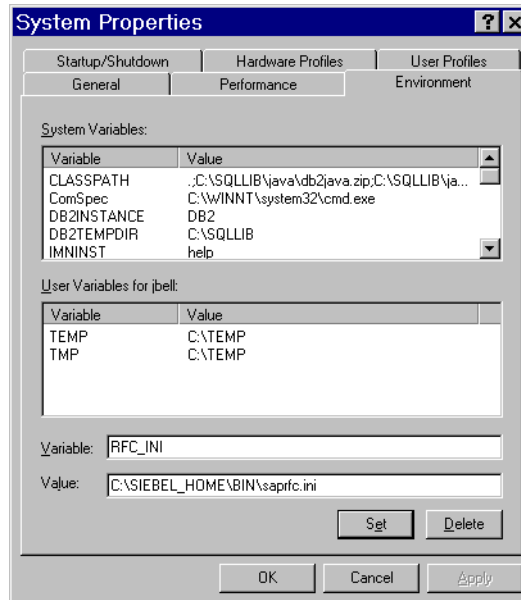 System Properties
Startup/Shutdown Hardware Profiles User Profiles
General Performance Environment
System Variables:
Variable Value
CLASSPATH .;C:\SQLLIB\java\db2java.zip;C:\SQLLIB\ja...
ComSpec C:\WINNT\system32\cmd.exe
DB2INSTANCE DB2
DB2TEMPDIR C:\SQLLIB
IMNINST help
User Variables for jbell:
Variable Value
TEMP C:\TEMP
TMP C:\TEMP
Variable: RFC_INI
Value: C:\SIEBEL_HOME\BIN\saprfc.ini
Set Delete
OK Cancel Apply